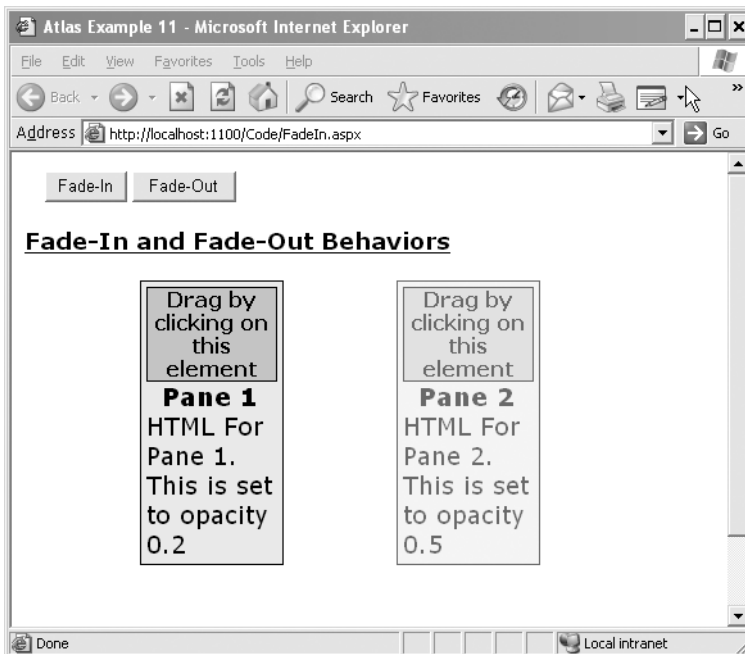 Atlas Example 11 - Microsoft Internet Explorer
File Edit View Favorites Tools Help
Back Search Favorites »
Address http://localhost:1100/Code/FadeIn.aspx Go
Fade-In Fade-Out
Fade-In and Fade-Out Behaviors
Drag by
clicking on
this
element
Pane 1
HTML For
Pane 1.
This is set
to opacity
0.2
Drag by
clicking on
this
element
Pane 2
HTML For
Pane 2.
This is set
to opacity
0.5
Done Local intranet